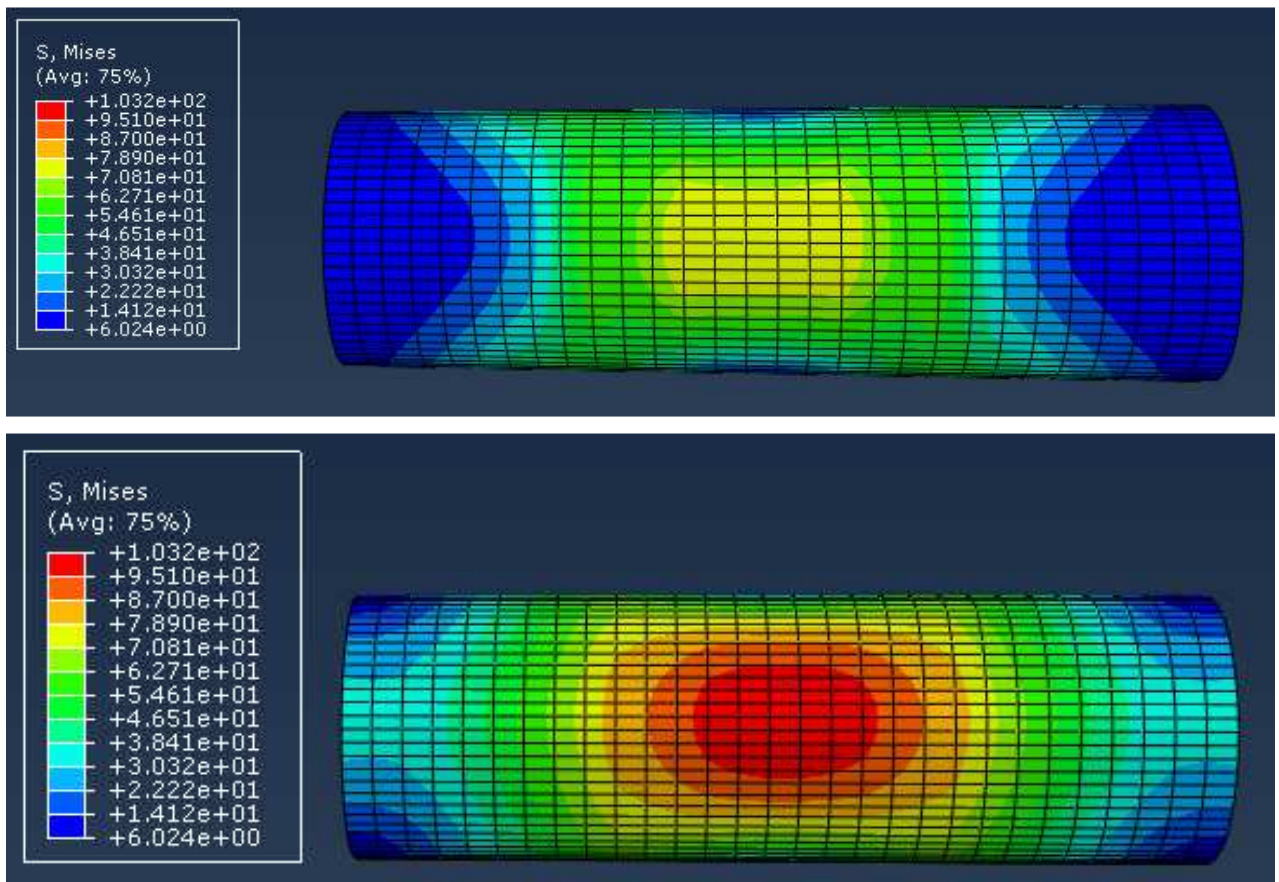 S, Mises
(Avg: 75%)
+1.032e+02
+9.510e+01
+8.700e+01
+7.890e+01
+7.081e+01
+6.271e+01
+5.461e+01
+4.651e+01
+3.841e+01
+3.032e+01
+2.222e+01
+1.412e+01
+6.024e+00
S, Mises
(Avg: 75%)
+1.032e+02
+9.510e+01
+8.700e+01
+7.890e+01
+7.081e+01
+6.271e+01
+5.461e+01
+4.651e+01
+3.841e+01
+3.032e+01
+2.222e+01
+1.412e+01
+6.024e+00